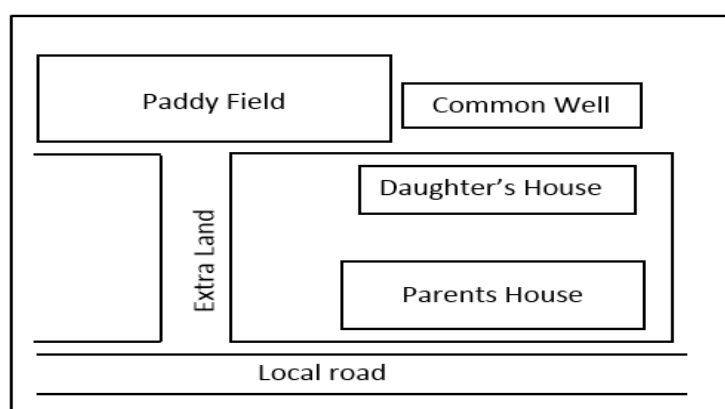 Paddy Field
Common Well
Daughter’s House
Extra Land
Parents House
Local road